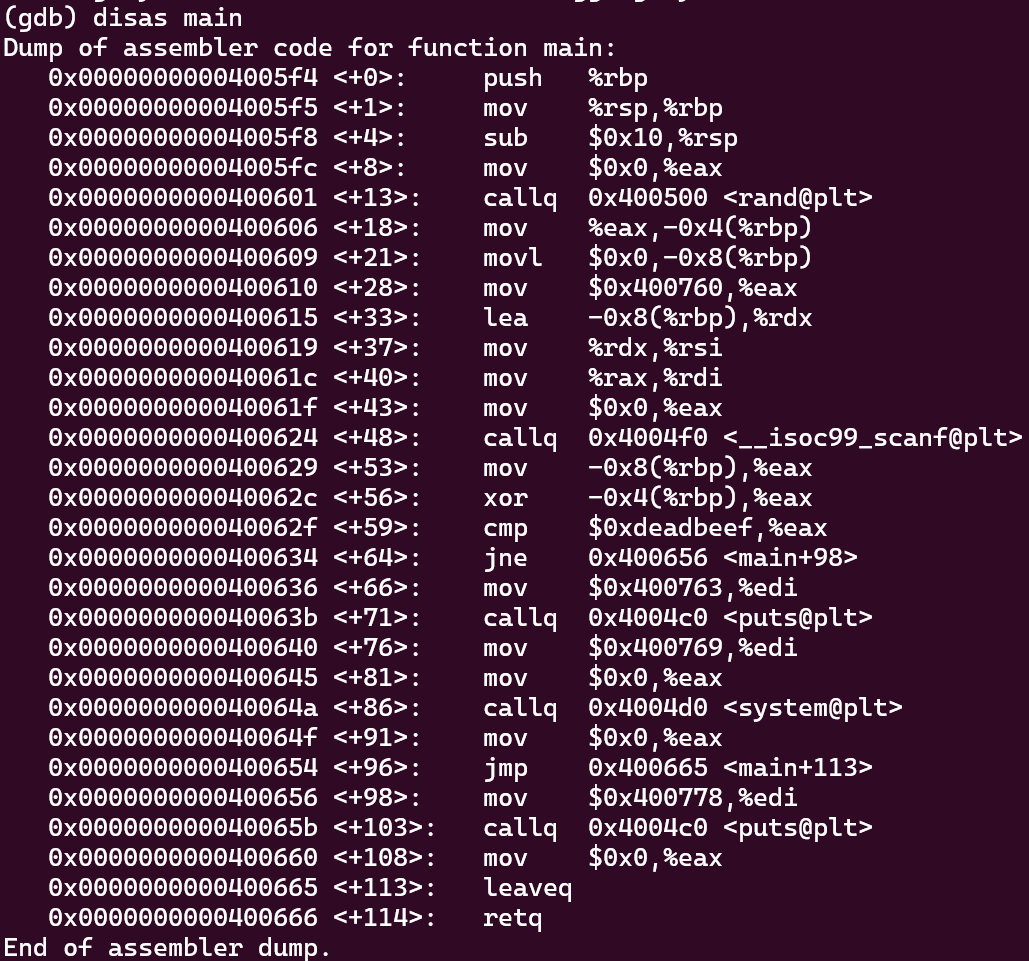 (gdb) disas main
Dump of assembler code for function main:
   0x00000000004005f4 <+0>:     push   %rbp
   0x00000000004005f5 <+1>:     mov    %rsp,%rbp
   0x00000000004005f8 <+4>:     sub    $0x10,%rsp
   0x00000000004005fc <+8>:     mov    $0x0,%eax
   0x0000000000400601 <+13>:    callq  0x400500 <rand@plt>
   0x0000000000400606 <+18>:    mov    %eax,-0x4(%rbp)
   0x0000000000400609 <+21>:    movl   $0x0,-0x8(%rbp)
   0x0000000000400610 <+28>:    mov    $0x400760,%eax
   0x0000000000400615 <+33>:    lea    -0x8(%rbp),%rdx
   0x0000000000400619 <+37>:    mov    %rdx,%rsi
   0x000000000040061c <+40>:    mov    %rax,%rdi
   0x000000000040061f <+43>:    mov    $0x0,%eax
   0x0000000000400624 <+48>:    callq  0x4004f0 <__isoc99_scanf@plt>
   0x0000000000400629 <+53>:    mov    -0x8(%rbp),%eax
   0x000000000040062c <+56>:    xor    -0x4(%rbp),%eax
   0x000000000040062f <+59>:    cmp    $0xdeadbeef,%eax
   0x0000000000400634 <+64>:    jne    0x400656 <main+98>
   0x0000000000400636 <+66>:    mov    $0x400763,%edi
   0x000000000040063b <+71>:    callq  0x4004c0 <puts@plt>
   0x0000000000400640 <+76>:    mov    $0x400769,%edi
   0x0000000000400645 <+81>:    mov    $0x0,%eax
   0x000000000040064a <+86>:    callq  0x4004d0 <system@plt>
   0x000000000040064f <+91>:    mov    $0x0,%eax
   0x0000000000400654 <+96>:    jmp    0x400665 <main+113>
   0x0000000000400656 <+98>:    mov    $0x400778,%edi
   0x000000000040065b <+103>:   callq  0x4004c0 <puts@plt>
   0x0000000000400660 <+108>:   mov    $0x0,%eax
   0x0000000000400665 <+113>:   leaveq
   0x0000000000400666 <+114>:   retq
End of assembler dump.